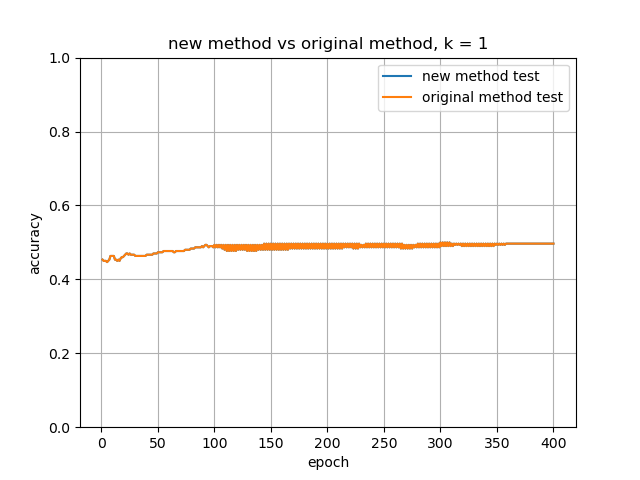 new method vs original method, k = 1
1.0
0.8
0.6
0.4
0.2
0.0
accuracy
new method test
original method test
0 50 100 150 200 250 300 350 400
epoch